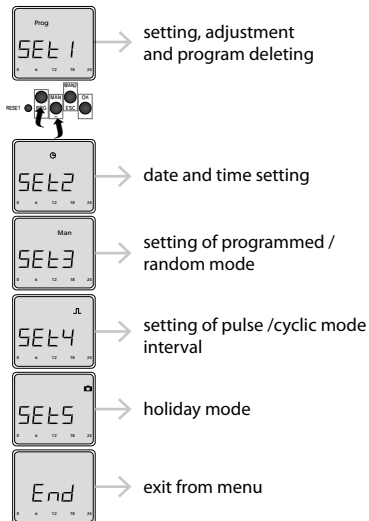 Prog
SET 1
0 6 12 18 24
setting, adjustment
and program deleting
MAN2
RESET PRG MAN ESC OK
SET2
0 6 12 18 24
date and time setting
Man
SET3
0 6 12 18 24
setting of programmed /
random mode
SET4
0 6 12 18 24
setting of pulse /cyclic mode
interval
SET5
0 6 12 18 24
holiday mode
End
0 6 12 18 24
exit from menu